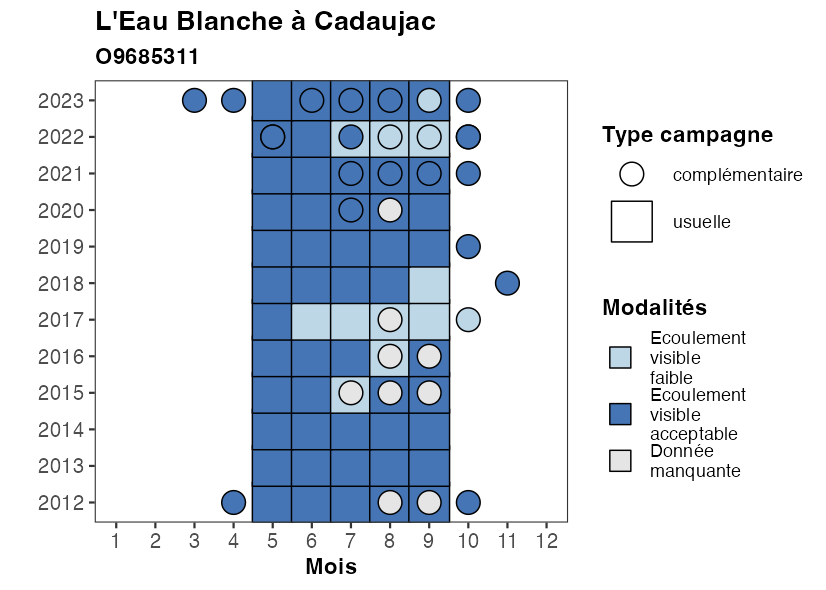 L'Eau Blanche à Cadaujac
O9685311
2023
2022
2021
2020
2019
2018
2017
2016
2015
2014
2013
2012
1 2 3 4 5 6 7 8 9 10 11 12
Mois
Type campagne
complémentaire
usuelle
Modalités
Ecoulement
visible
faible
Ecoulement
visible
acceptable
Donnée
manquante